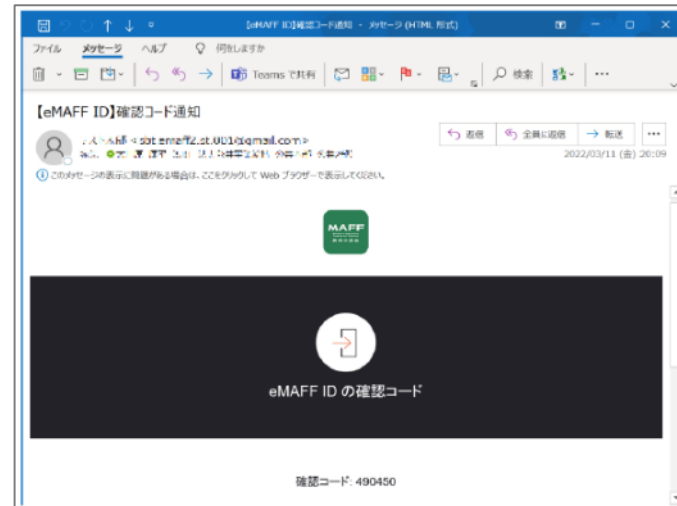 【eMAFF ID】確認コード通知 - メッセージ (HTML 形式)
ファイル メッセージ ヘルプ 何をしますか
Teams で共有 検索
【eMAFF ID】確認コード通知
返信 全員に返信 転送
2022/03/11 (金) 20:09
このメッセージの表示に問題がある場合は、ここをクリックして Web ブラウザーで表示してください。
MAFF
eMAFF ID の確認コード
確認コード: 490450